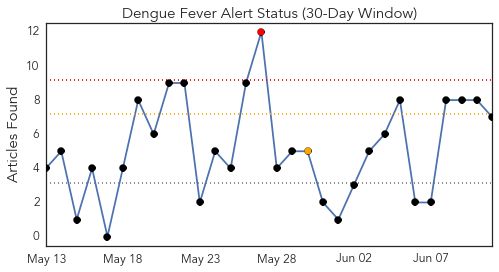 Dengue Fever Alert Status (30-Day Window)
Articles Found
12
10
8
6
4
2
0
May 13 May 18 May 23 May 28 Jun 02 Jun 07